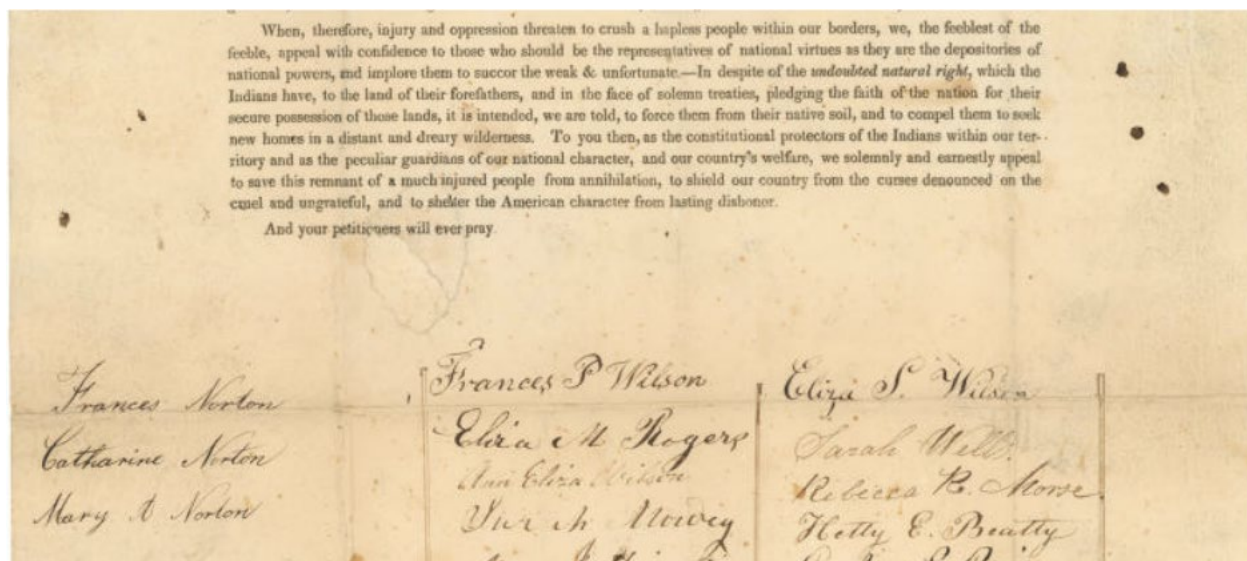 When, therefore, injury and oppression threaten to crush a hapless people within our borders, we, the feeblest of the
feeble, appeal with confidence to those who should be the representatives of national virtues as they are the depositories of
national powers, and implore them to succor the weak & unfortunate.—In despite of the undoubted natural right, which the
Indians have, to the land of their forefathers, and in the face of solemn treaties, pledging the faith of the nation for their
secure possession of those lands, it is intended, we are told, to force them from their native soil, and to compel them to seek
new homes in a distant and dreary wilderness. To you then, as the constitutional protectors of the Indians within our ter-
ritory and as the peculiar guardians of our national character, and our country's welfare, we solemnly and earnestly appeal
to save this remnant of a much injured people from annihilation, to shield our country from the curses denounced on the
cruel and ungrateful, and to shelter the American character from lasting dishonor.
And your petitioners will ever pray
Frances Norton
Catharine Norton
Mary A Norton
Frances P Wilson
Eliza M Rogers
Ann Eliza Wilson
Eliza S. Wilson
Sarah Wells
Rebecca R. Morse.
Hetty E. Beatty